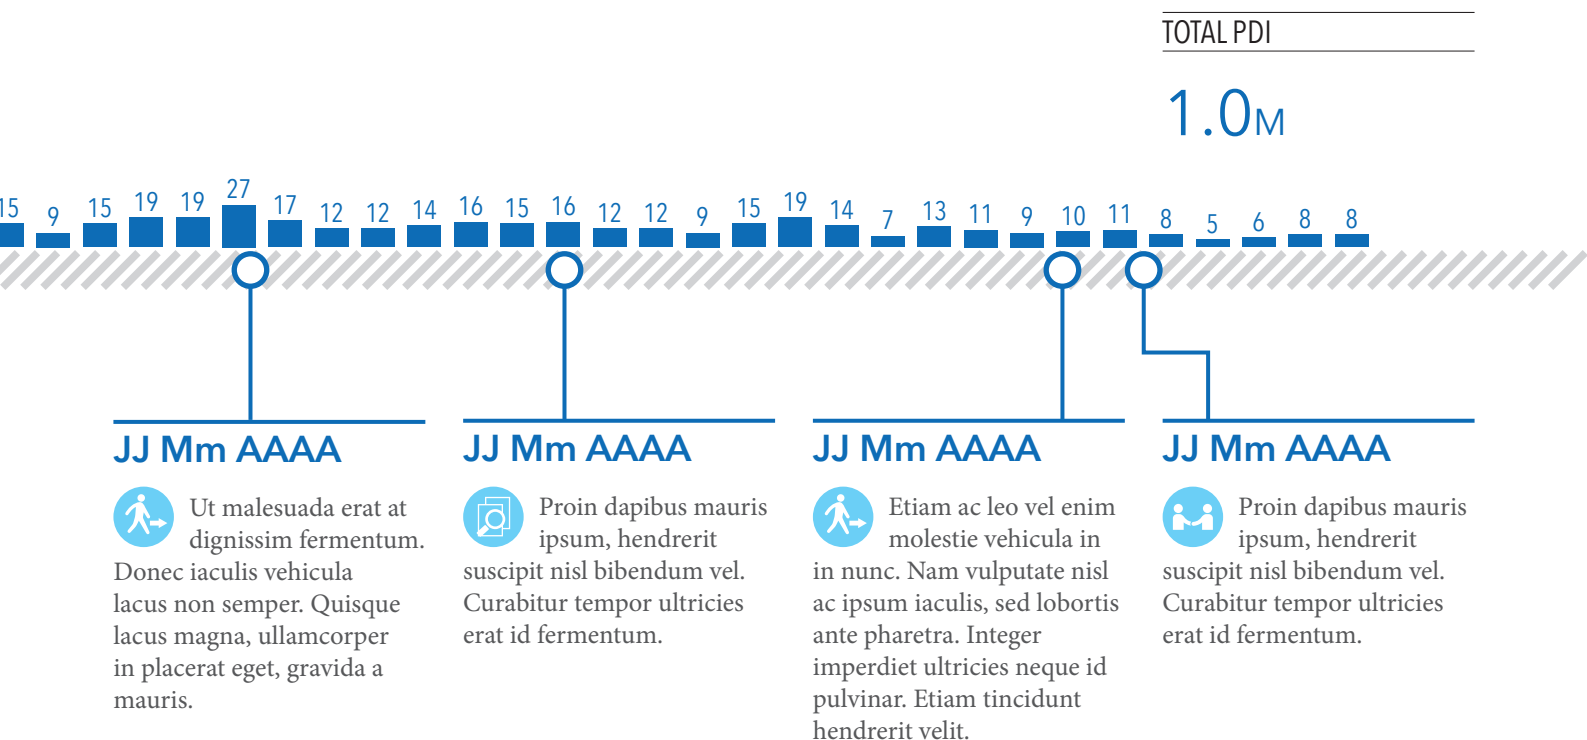 TOTAL PDI
1.0M
15 9 15 19 19 27 17 12 12 14 16 15 16 12 12 9 15 19 14 7 13 11 9 10 11 8 5 6 8 8
JJ Mm AAAA
Ut malesuada erat at
dignissim fermentum.
Donec iaculis vehicula
lacus non semper. Quisque
lacus magna, ullamcorper
in placerat eget, gravida a
mauris.
JJ Mm AAAA
Proin dapibus mauris
ipsum, hendrerit
suscipit nisl bibendum vel.
Curabitur tempor ultricies
erat id fermentum.
JJ Mm AAAA
Etiam ac leo vel enim
molestie vehicula in
in nunc. Nam vulputate nisl
ac ipsum iaculis, sed lobortis
ante pharetra. Integer
imperdiet ultricies neque id
pulvinar. Etiam tincidunt
hendrerit velit.
JJ Mm AAAA
Proin dapibus mauris
ipsum, hendrerit
suscipit nisl bibendum vel.
Curabitur tempor ultricies
erat id fermentum.